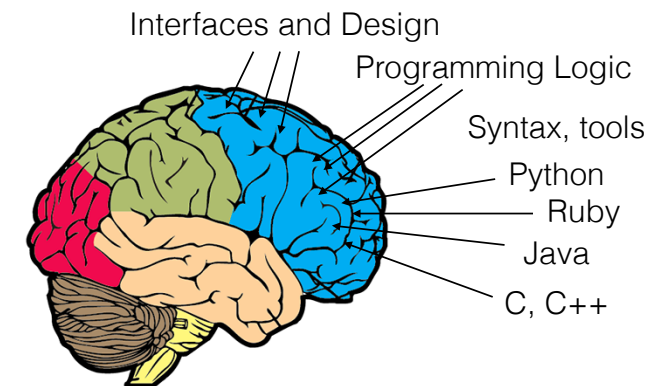 Interfaces and Design
Programming Logic
Syntax, tools
Python
Ruby
Java
C, C++